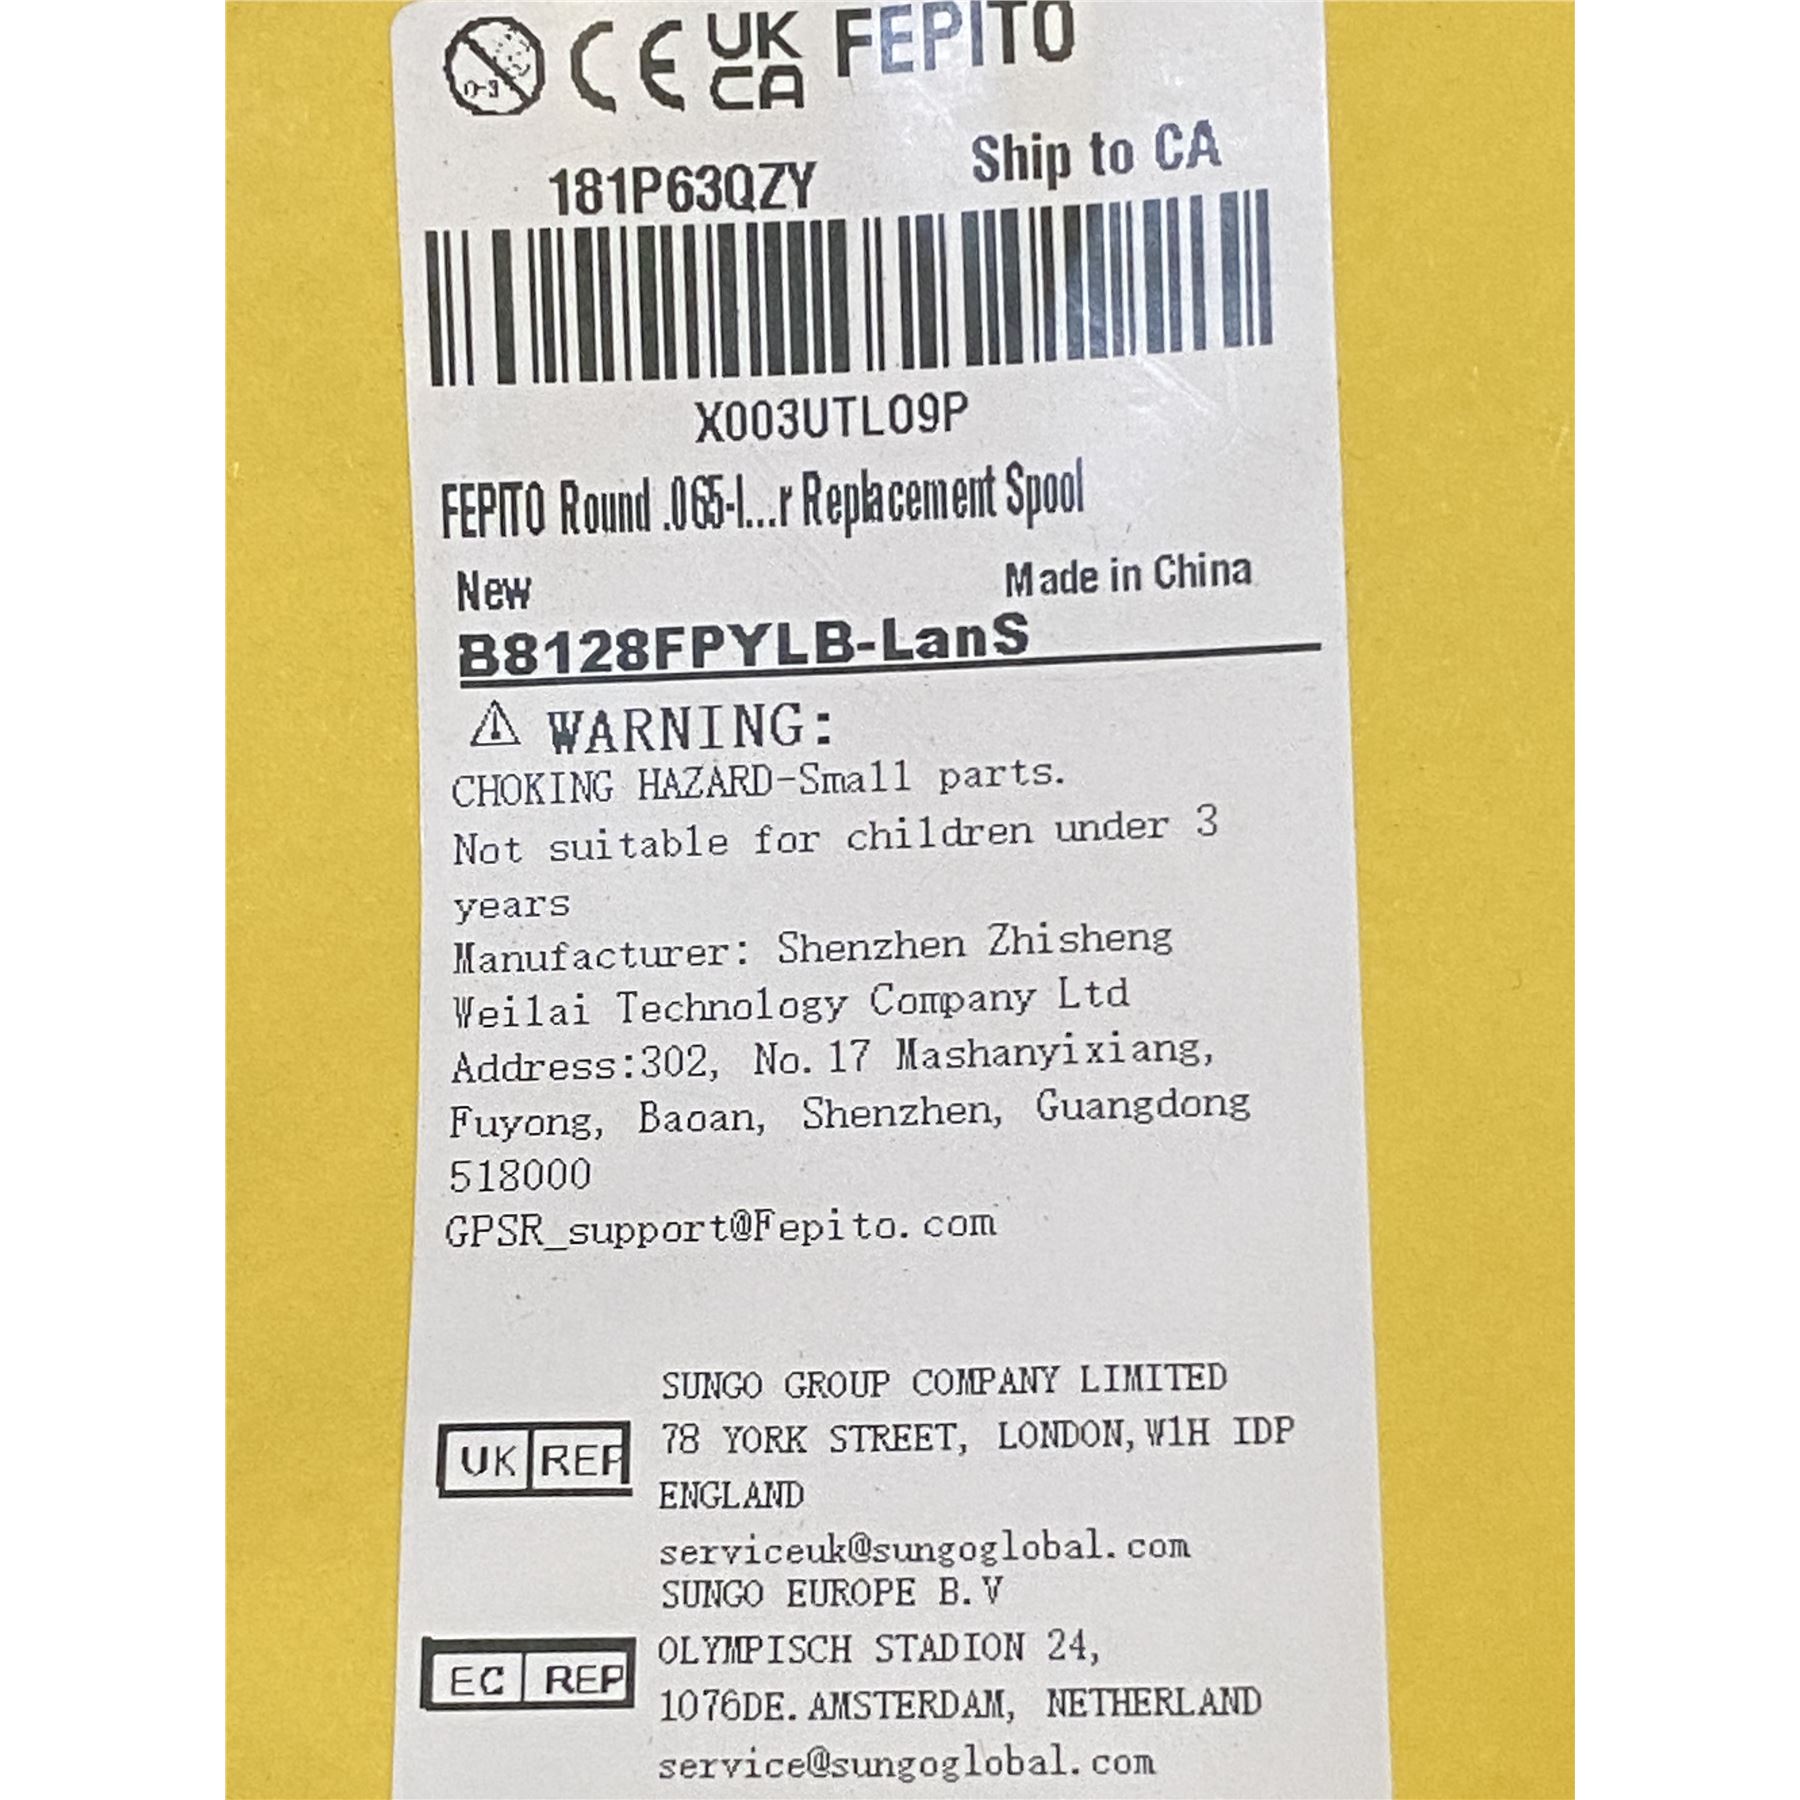 0-3 CE UK CA FEPITO
181P63QZY Ship to CA
X003UTL09P
FEPITO Round .065-I...r Replacement Spool
New Made in China
B8128FPYLB-LanS
⚠ WARNING:
CHOKING HAZARD-Small parts.
Not suitable for children under 3
years
Manufacturer: Shenzhen Zhisheng
Weilai Technology Company Ltd
Address:302, No.17 Mashanyixiang,
Fuyong, Baoan, Shenzhen, Guangdong
518000
GPSR_support@Fepito.com
SUNGO GROUP COMPANY LIMITED
UK REP 78 YORK STREET, LONDON,W1H IDP
ENGLAND
serviceuk@sungoglobal.com
SUNGO EUROPE B.V
EC REP OLYMPISCH STADION 24,
1076DE.AMSTERDAM, NETHERLAND
service@sungoglobal.com